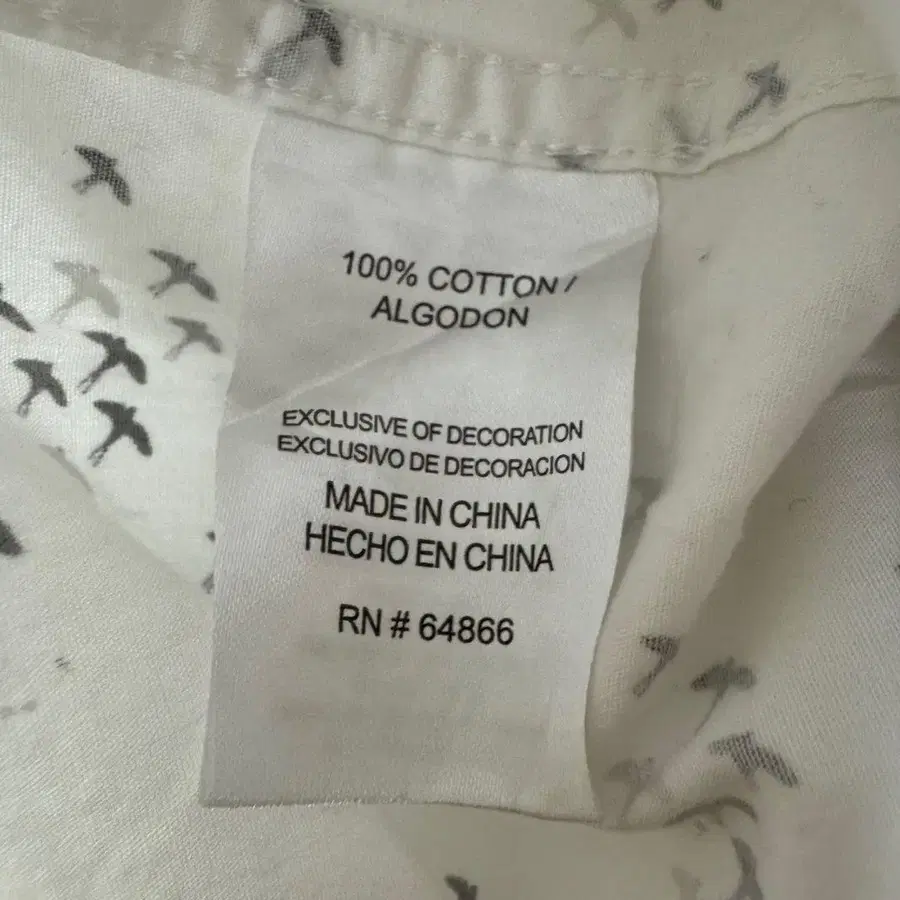 100% COTTON/
ALGODON
EXCLUSIVE OF DECORATION
EXCLUSIVO DE DECORACION
MADE IN CHINA
HECHO EN CHINA
RN # 64866